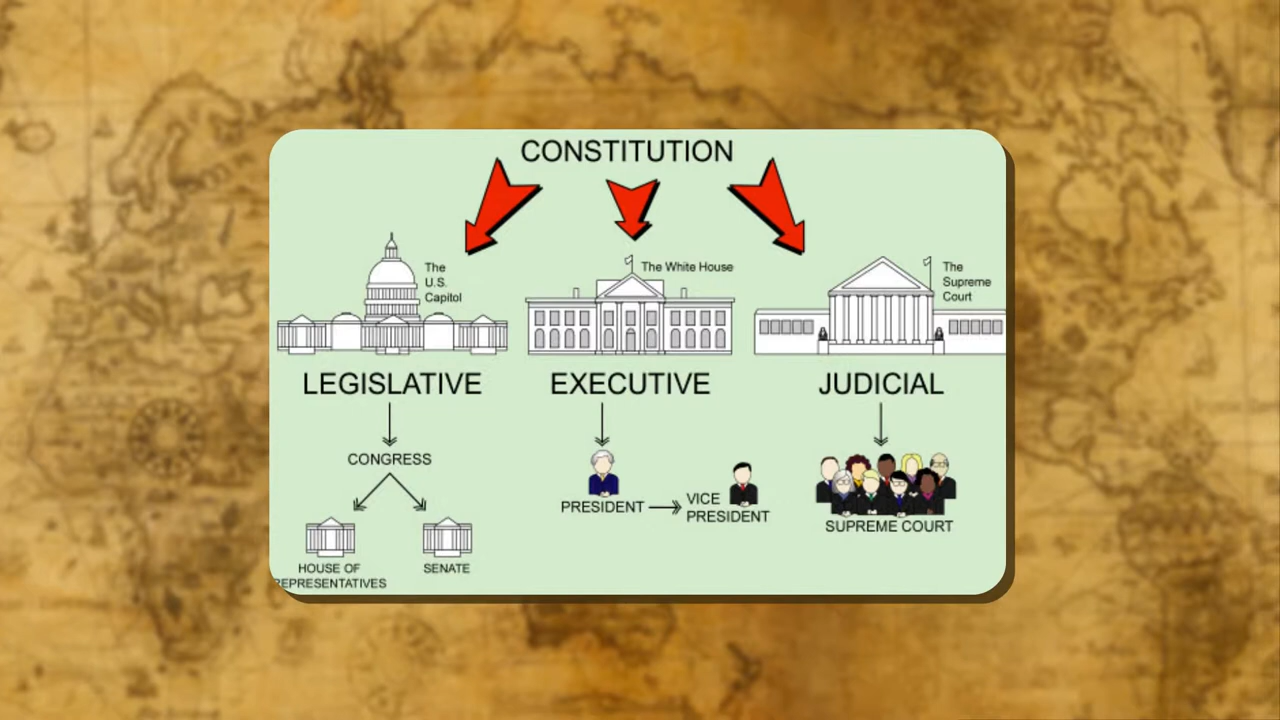 CONSTITUTION
The
U.S.
Capitol
The White House
The
Supreme
Court
LEGISLATIVE
EXECUTIVE
JUDICIAL
CONGRESS
PRESIDENT
VICE
PRESIDENT
SUPREME COURT
HOUSE OF
REPRESENTATIVES
SENATE